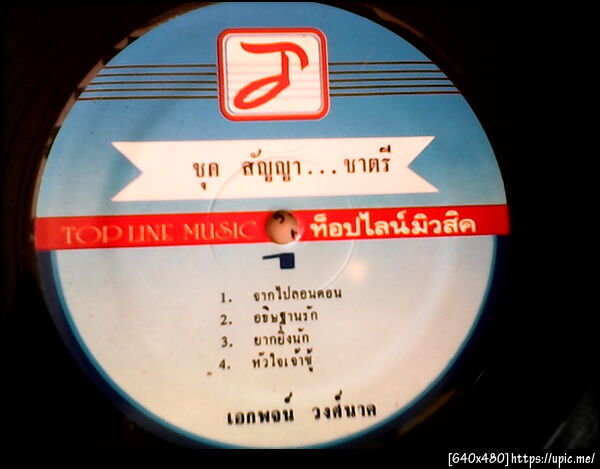 ชุด สัญญา...ชาตรี
TOP LINE MUSIC ท็อปไลน์มิวสิค
1. จากไปลอนดอน
2. อธิษฐานรัก
3. ยากยิ่งนัก
4. หัวใจเจ้าชู้
เอกพจน์ วงศ์นาค
[640x480]https://upic.me/